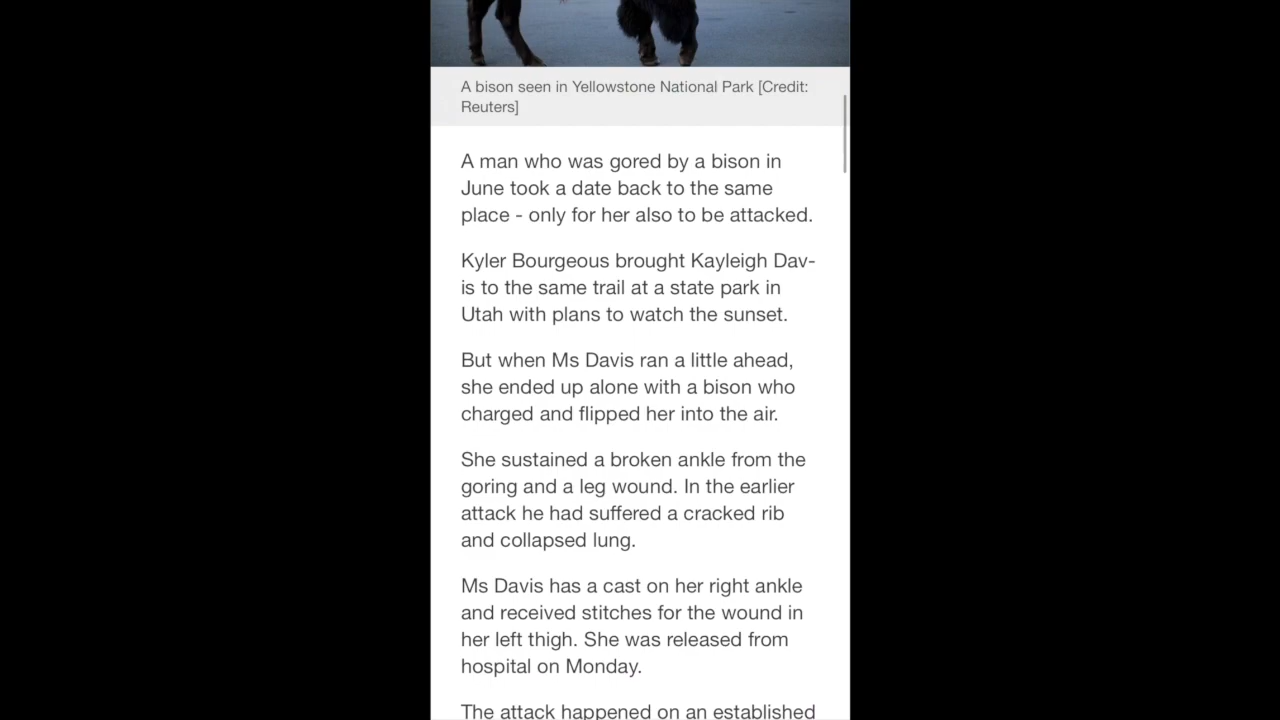 A bison seen in Yellowstone National Park [Credit:
Reuters]
A man who was gored by a bison in
June took a date back to the same
place - only for her also to be attacked.
Kyler Bourgeous brought Kayleigh Dav-
is to the same trail at a state park in
Utah with plans to watch the sunset.
But when Ms Davis ran a little ahead,
she ended up alone with a bison who
charged and flipped her into the air.
She sustained a broken ankle from the
goring and a leg wound. In the earlier
attack he had suffered a cracked rib
and collapsed lung.
Ms Davis has a cast on her right ankle
and received stitches for the wound in
her left thigh. She was released from
hospital on Monday.
The attack happened on an established